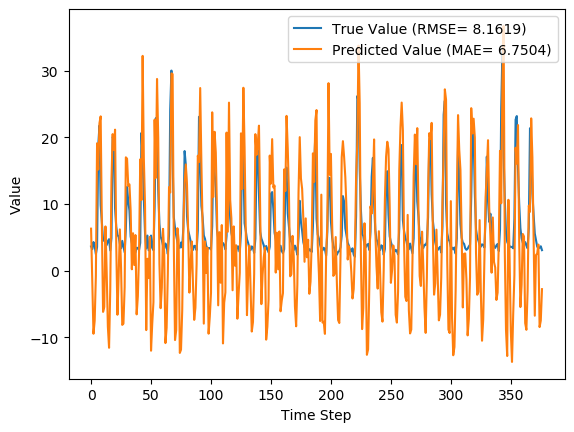 True Value (RMSE= 8.1619)
Predicted Value (MAE= 6.7504)
30
20
10
0
−10
Value
0 50 100 150 200 250 300 350
Time Step